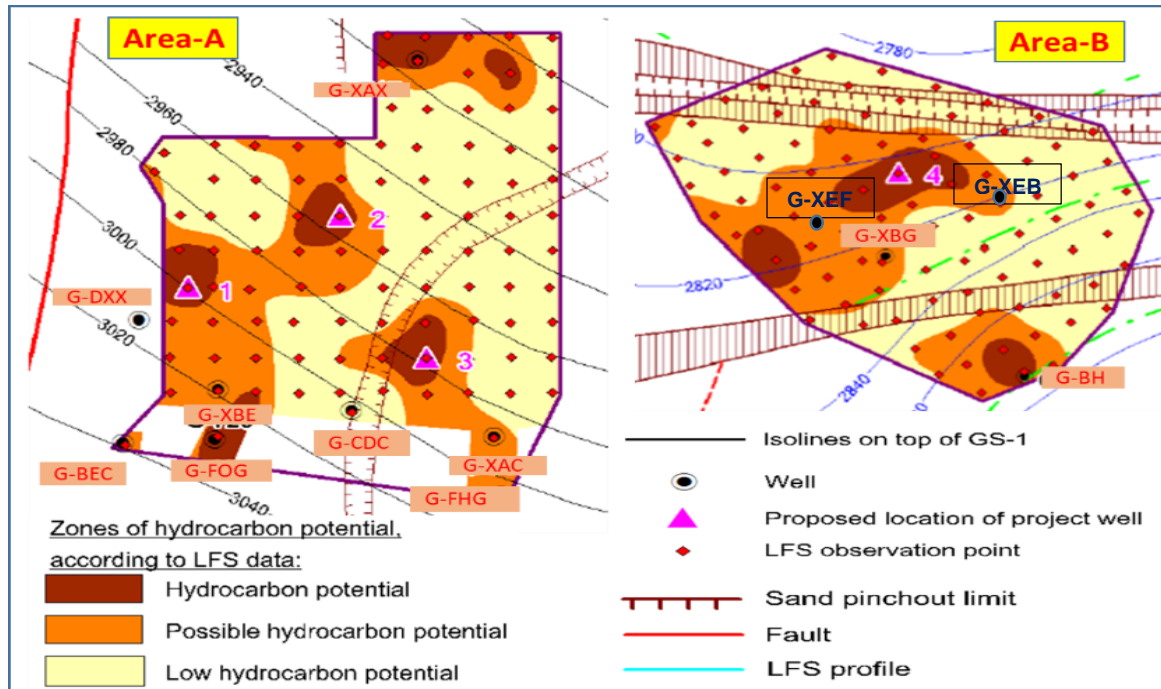 Area-A
G-XAX
2940
2960
2980
3000
3020
3040
1
2
3
G-DXX
G-XBE
G-BEC
G-FOG
G-CDC
G-XAC
G-FHG
Zones of hydrocarbon potential,
according to LFS data:
Hydrocarbon potential
Possible hydrocarbon potential
Low hydrocarbon potential
Area-B
2780
4
G-XEF
G-XEB
G-XBG
2820
2840
G-BH
Isolines on top of GS-1
Well
Proposed location of project well
LFS observation point
Sand pinchout limit
Fault
LFS profile